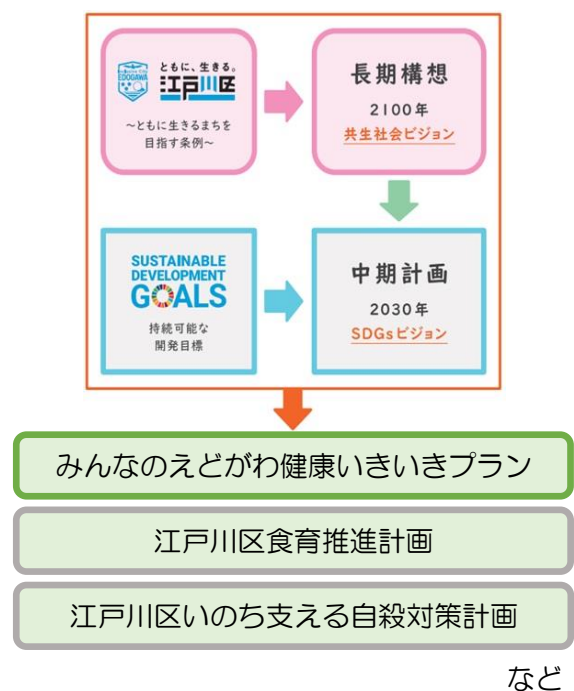 EDOGAWA
ともに、生きる。
江戸川区
～ともに生きるまちを
目指す条例～
長期構想
2100年
共生社会ビジョン
SUSTAINABLE
DEVELOPMENT
GOALS
持続可能な
開発目標
中期計画
2030年
SDGsビジョン
みんなのえどがわ健康いきいきプラン
江戸川区食育推進計画
江戸川区いのち支える自殺対策計画
など